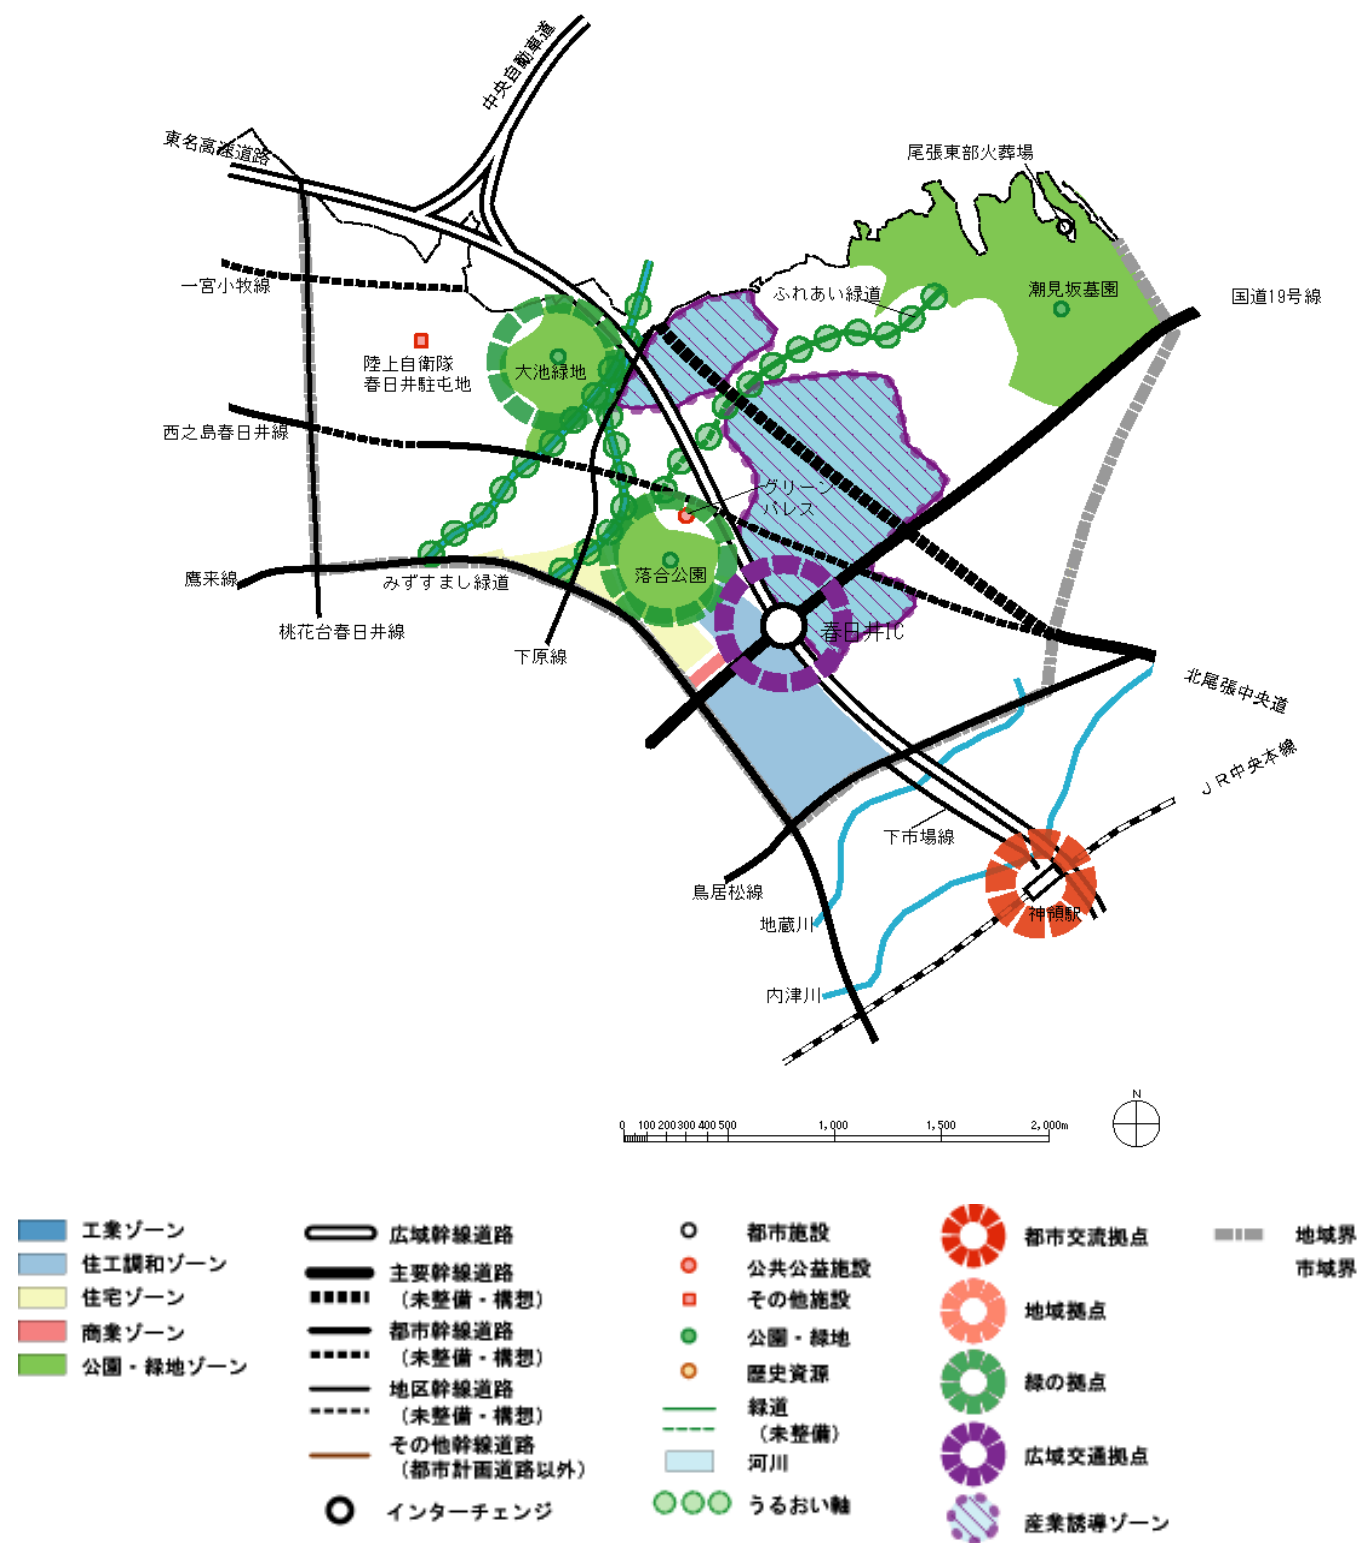 中央自動車道
東名高速道路
尾張東部火葬場
一宮小牧線
ふれあい緑道
潮見坂墓園
国道19号線
陸上自衛隊
春日井駐屯地
大池緑地
西之島春日井線
グリーン
パレス
鷹来線
みずすまし緑道
落合公園
桃花台春日井線
下原線
春日井IC
北尾張中央道
JR中央本線
下市場線
鳥居松線
地蔵川
神領駅
内津川
N
0 100 200 300 400 500 1,000 1,500 2,000m
工業ゾーン
住工調和ゾーン
住宅ゾーン
商業ゾーン
公園・緑地ゾーン
広域幹線道路
主要幹線道路
(未整備・構想)
都市幹線道路
(未整備・構想)
地区幹線道路
(未整備・構想)
その他幹線道路
(都市計画道路以外)
インターチェンジ
都市施設
公共公益施設
その他施設
公園・緑地
歴史資源
緑道
(未整備)
河川
うるおい軸
都市交流拠点
地域拠点
緑の拠点
広域交通拠点
産業誘導ゾーン
地域界
市域界